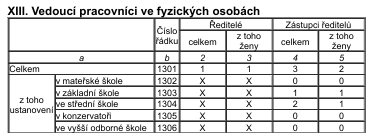 XIII. Vedoucí pracovníci ve fyzických osobách
Číslo řádku Ředitelé Zástupci ředitelů
celkem z toho ženy celkem z toho ženy
a b 2 3 4 5
Celkem 1301 1 1 3 2
z toho ustanovení v mateřské škole 1302 X X 0 0
v základní škole 1303 X X 1 1
ve střední škole 1304 X X 2 1
v konzervatoři 1305 X X 0 0
ve vyšší odborné škole 1306 X X 0 0